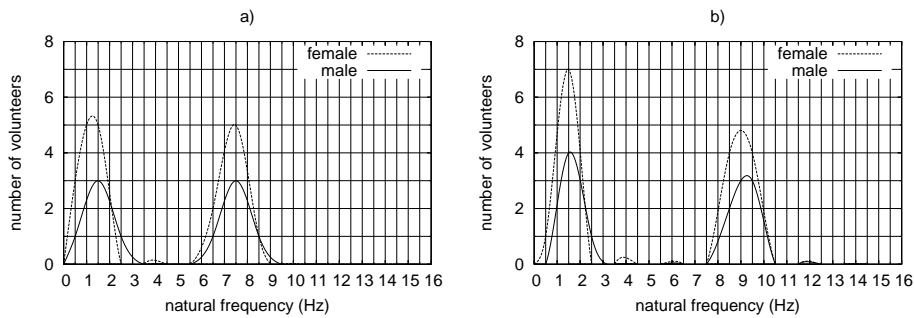 a)
number of volunteers
8
6
4
2
0
female
male
0 1 2 3 4 5 6 7 8 9 10 11 12 13 14 15 16
natural frequency (Hz)
b)
number of volunteers
8
6
4
2
0
female
male
0 1 2 3 4 5 6 7 8 9 10 11 12 13 14 15 16
natural frequency (Hz)